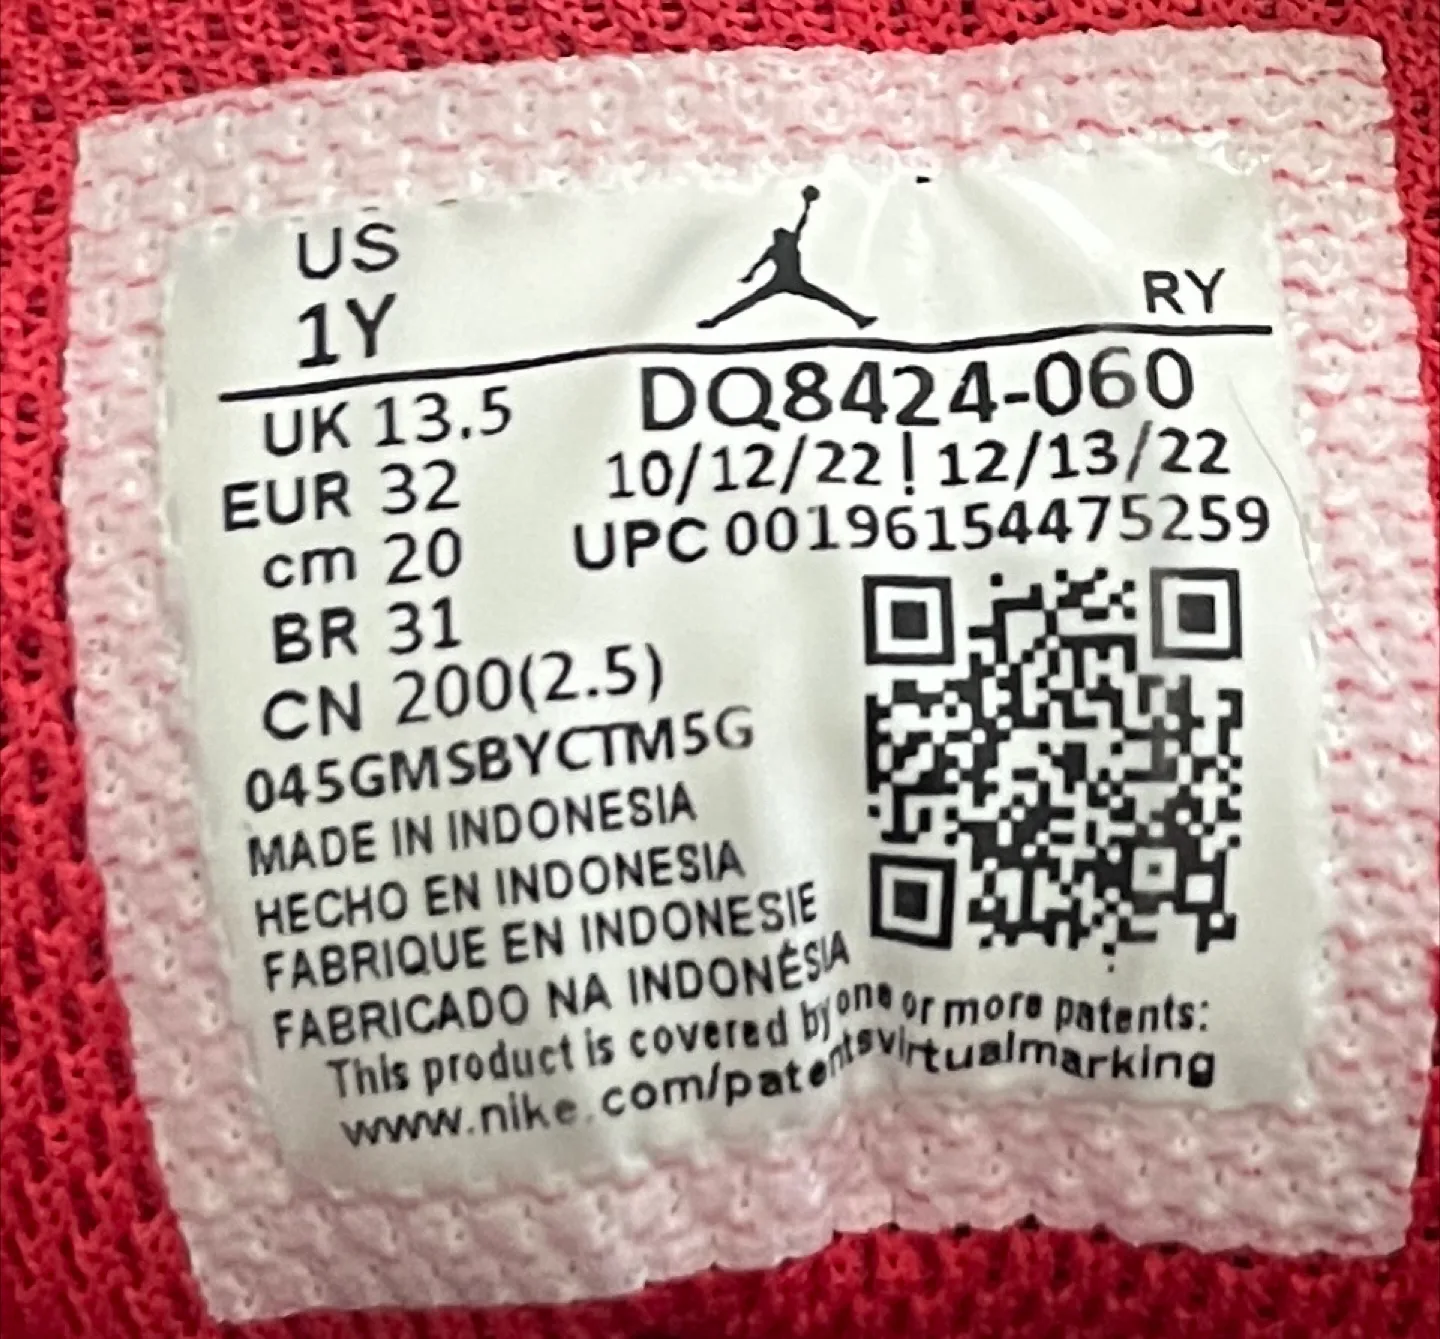 US
1Y
RY
UK 13.5
EUR 32
cm 20
BR 31
CN 200(2.5)
DQ8424-060
10/12/22 | 12/13/22
UPC 00196154475259
045GMSBYCTM5G
MADE IN INDONESIA
HECHO EN INDONESIA
FABRIQUE EN INDONESIE
FABRICADO NA INDONÉSIA
This product is covered by one or more patents:
www.nike.com/patentsvirtualmarking